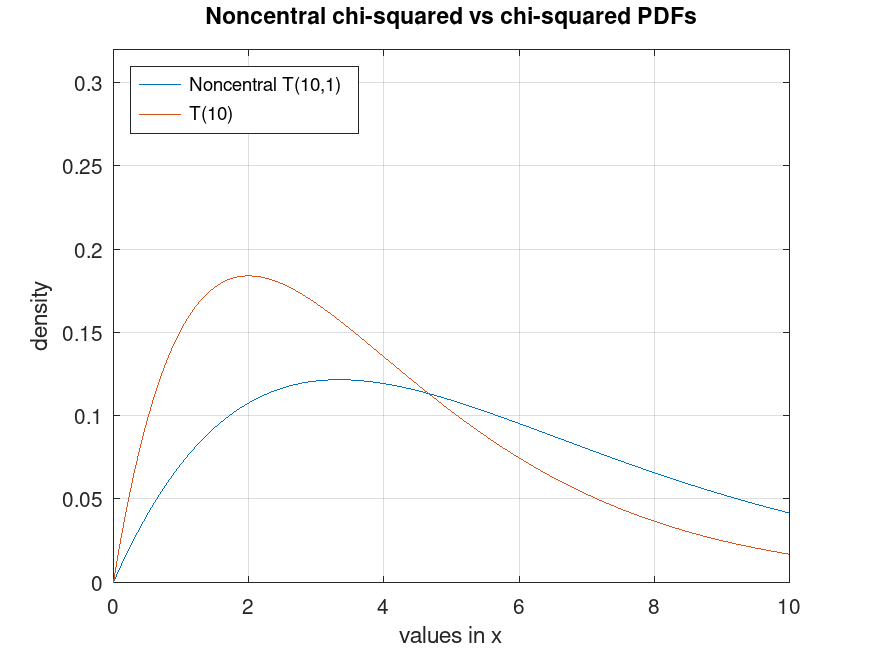 Noncentral chi-squared vs chi-squared PDFs
0.3
0.25
0.2
0.15
0.1
0.05
0
density
Noncentral T(10,1)
T(10)
0 2 4 6 8 10
values in x